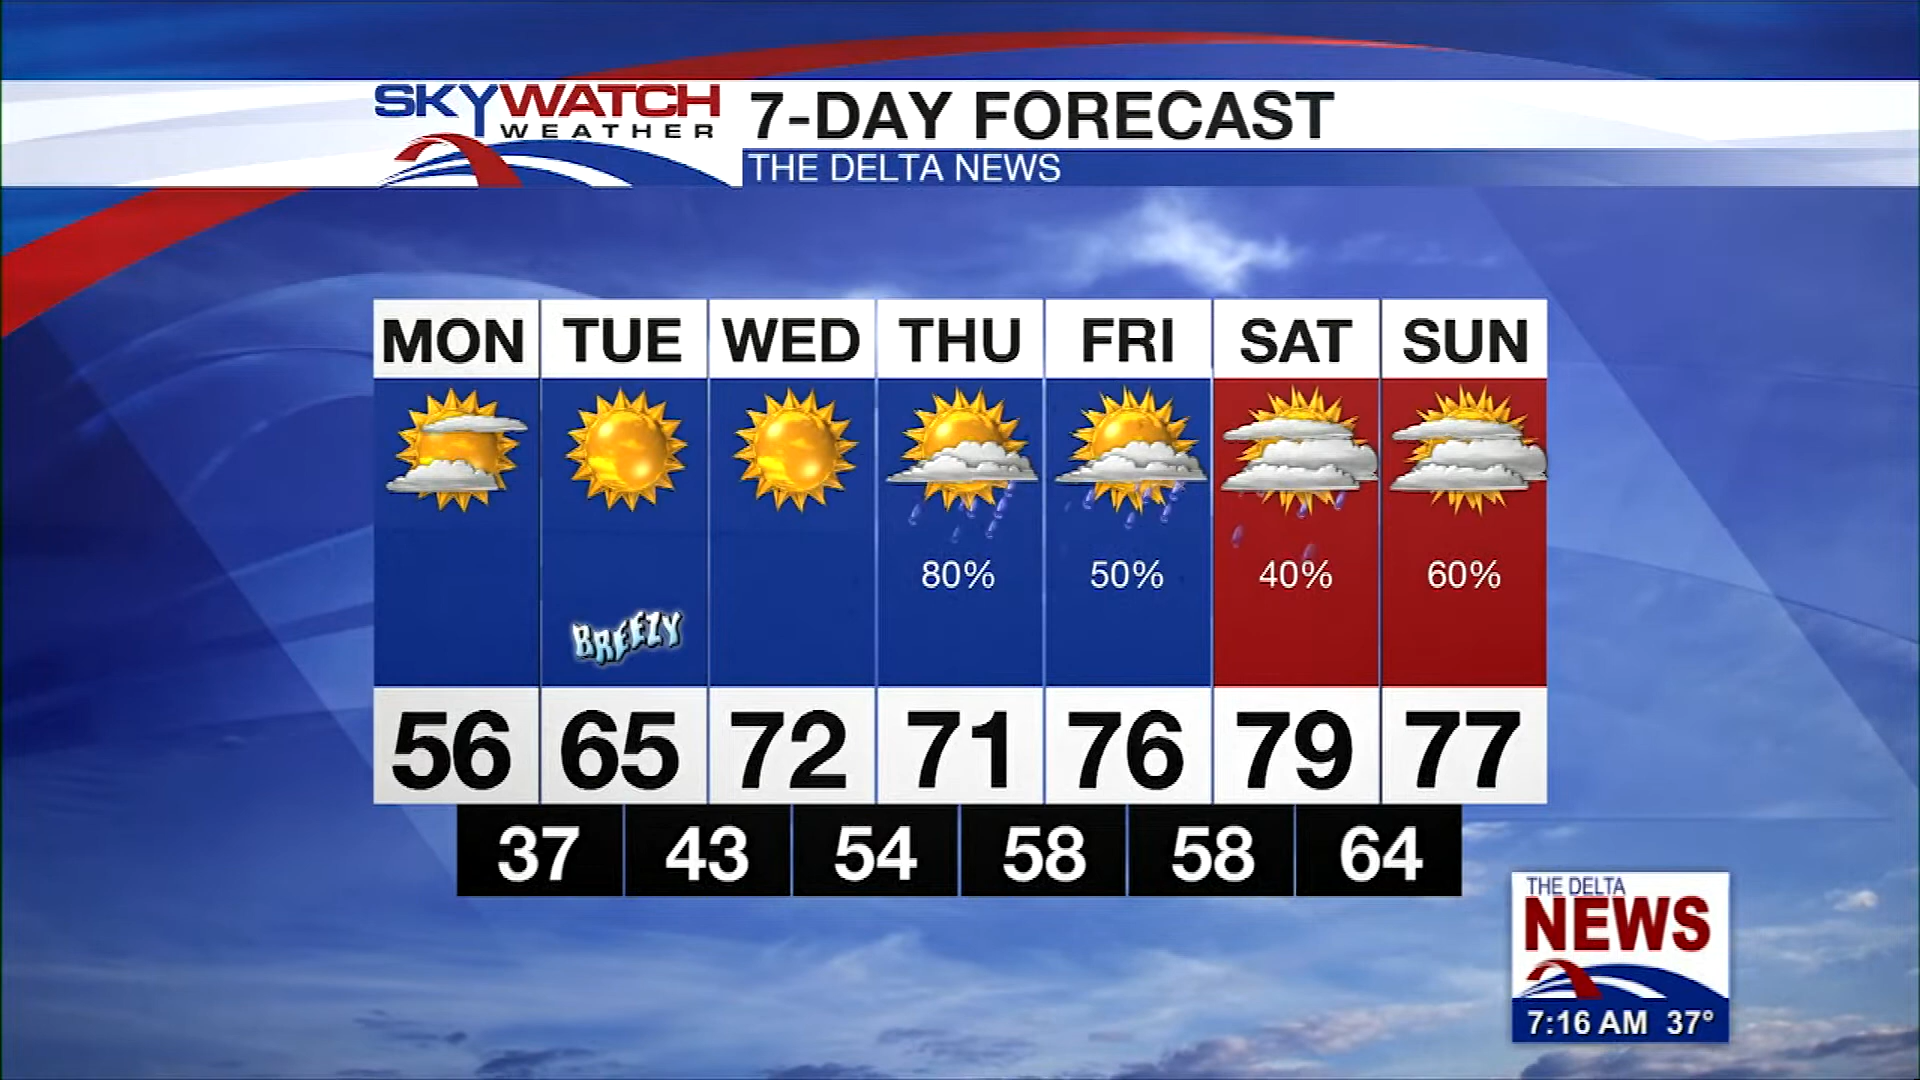 SKYWATCH
WEATHER
7-DAY FORECAST
THE DELTA NEWS
MON TUE WED THU FRI SAT SUN
80% 50% 40% 60%
BREEZY
56 65 72 71 76 79 77
37 43 54 58 58 64
THE DELTA
NEWS
7:16 AM 37°